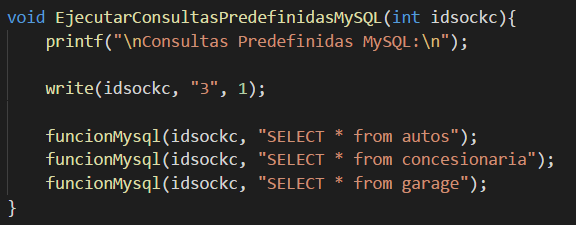 void EjecutarConsultasPredefinidasMySQL(int idsockc){
printf("\nConsultas Predefinidas MySQL:\n");
write(idsockc, "3", 1);
funcionMysql(idsockc, "SELECT * from autos");
funcionMysql(idsockc, "SELECT * from concesionaria");
funcionMysql(idsockc, "SELECT * from garage");
}